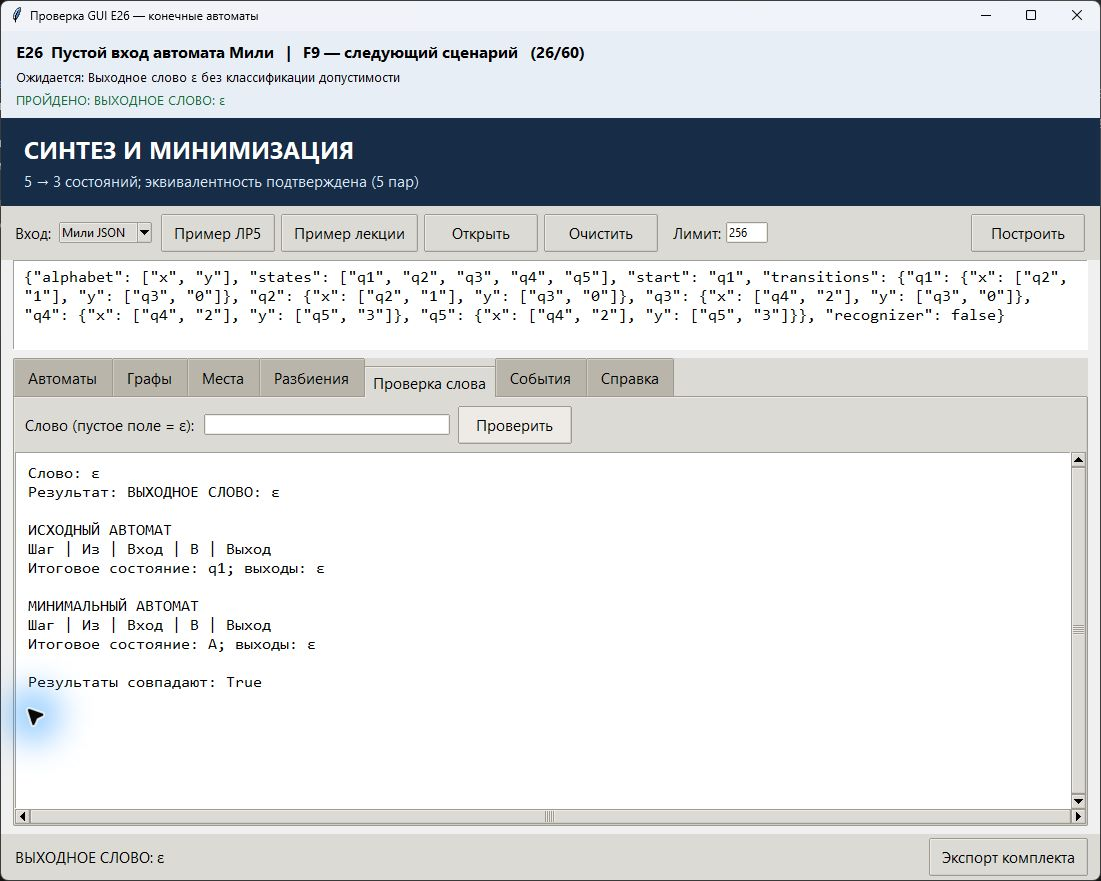 Проверка GUI E26 — конечные автоматы
E26 Пустой вход автомата Мили | F9 — следующий сценарий (26/60)
Ожидается: Выходное слово ε без классификации допустимости
ПРОЙДЕНО: ВЫХОДНОЕ СЛОВО: ε
СИНТЕЗ И МИНИМИЗАЦИЯ
5 → 3 состояний; эквивалентность подтверждена (5 пар)
Вход: Мили JSON Пример ЛР5 Пример лекции Открыть Очистить Лимит: 256 Построить
{"alphabet": ["x", "y"], "states": ["q1", "q2", "q3", "q4", "q5"], "start": "q1", "transitions": {"q1": {"x": ["q2",
"1"], "y": ["q3", "0"]}, "q2": {"x": ["q2", "1"], "y": ["q3", "0"]}, "q3": {"x": ["q4", "2"], "y": ["q3", "0"]},
"q4": {"x": ["q4", "2"], "y": ["q5", "3"]}, "q5": {"x": ["q4", "2"], "y": ["q5", "3"]}}, "recognizer": false}
Автоматы Графы Места Разбиения Проверка слова События Справка
Слово (пустое поле = ε): Проверить
Слово: ε
Результат: ВЫХОДНОЕ СЛОВО: ε
ИСХОДНЫЙ АВТОМАТ
Шаг | Из | Вход | В | Выход
Итоговое состояние: q1; выходы: ε
МИНИМАЛЬНЫЙ АВТОМАТ
Шаг | Из | Вход | В | Выход
Итоговое состояние: A; выходы: ε
Результаты совпадают: True
ВЫХОДНОЕ СЛОВО: ε Экспорт комплекта